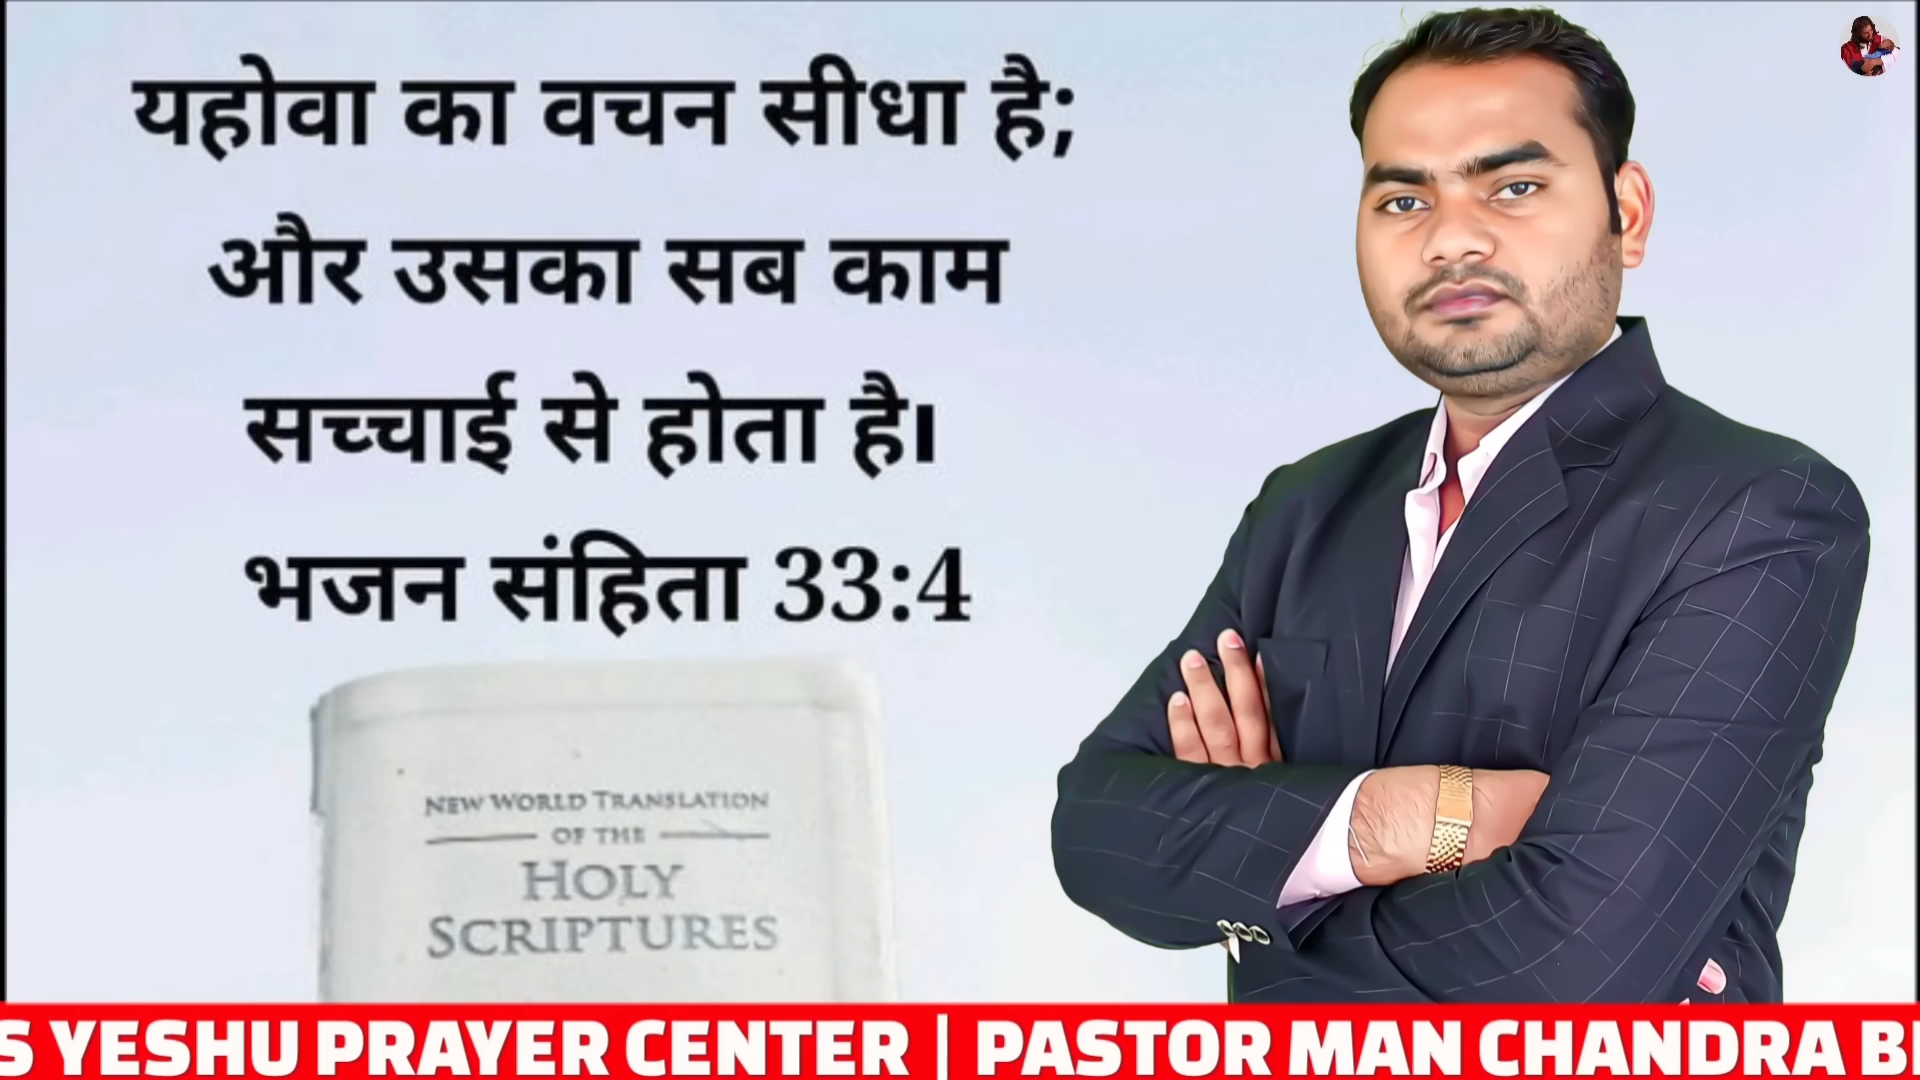 यहोवा का वचन सीधा है;
और उसका सब काम
सच्चाई से होता है।
भजन संहिता 33:4
NEW WORLD TRANSLATION
OF THE
HOLY
SCRIPTURES
S YESHU PRAYER CENTER | PASTOR MAN CHANDRA